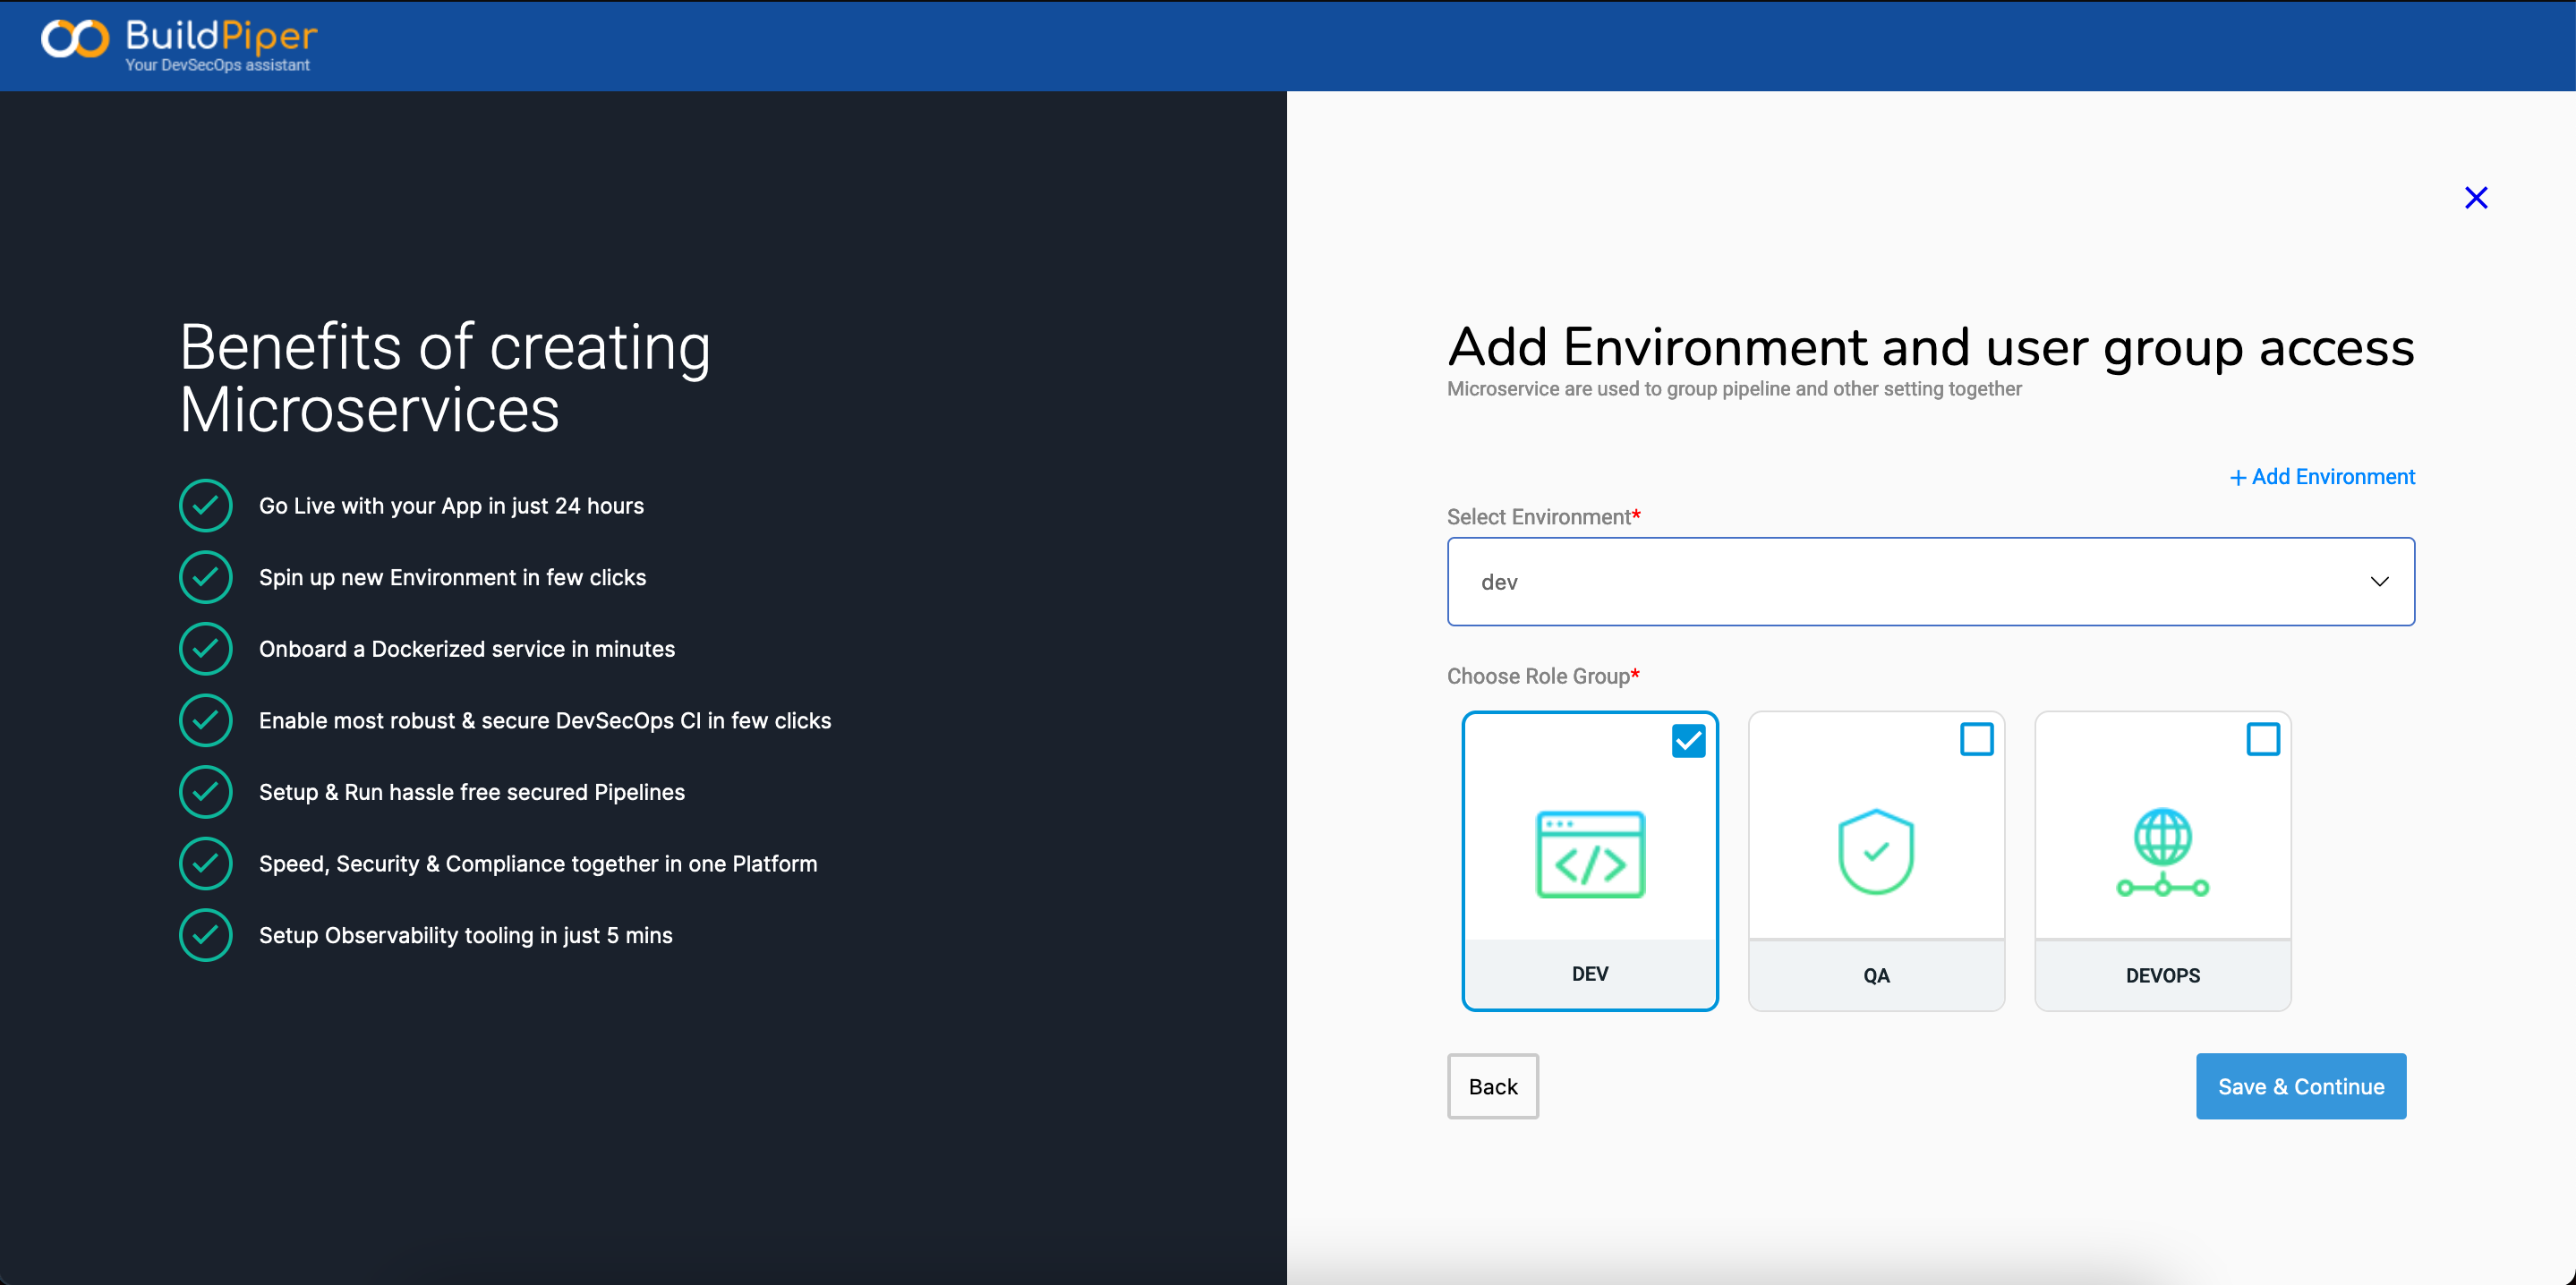 BuildPiper
Your DevSecOps assistant
Benefits of creating
Microservices
Go Live with your App in just 24 hours
Spin up new Environment in few clicks
Onboard a Dockerized service in minutes
Enable most robust & secure DevSecOps CI in few clicks
Setup & Run hassle free secured Pipelines
Speed, Security & Compliance together in one Platform
Setup Observability tooling in just 5 mins
Add Environment and user group access
Microservice are used to group pipeline and other setting together
+ Add Environment
Select Environment*
dev
Choose Role Group*
DEV
QA
DEVOPS
Back
Save & Continue